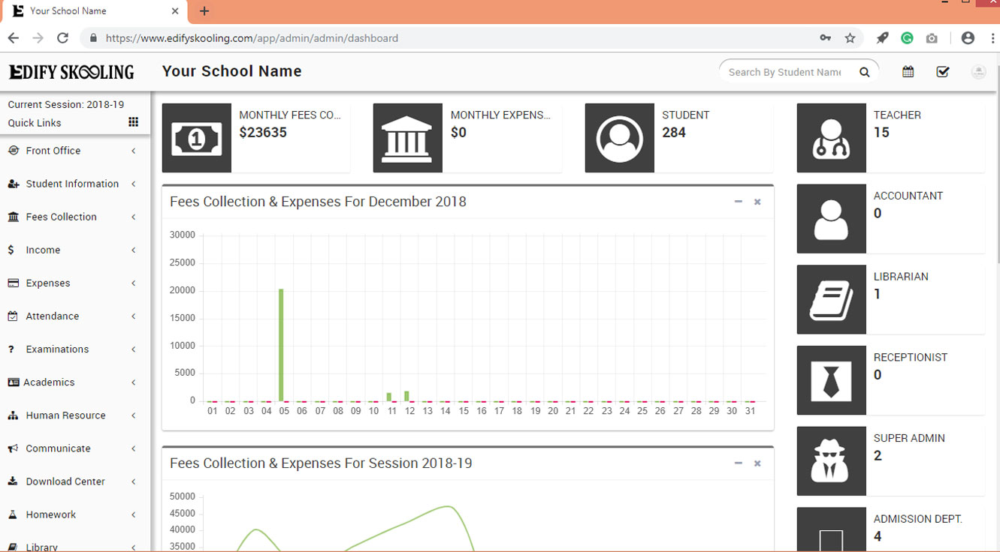 Your School Name
https://www.edifyskooling.com/app/admin/admin/dashboard
EDIFY SKOOLING
Your School Name
Search By Student Name
Current Session: 2018-19
Quick Links
Front Office
Student Information
Fees Collection
Income
Expenses
Attendance
Examinations
Academics
Human Resource
Communicate
Download Center
Homework
Library
MONTHLY FEES CO...
$23635
MONTHLY EXPENS...
$0
STUDENT
284
TEACHER
15
Fees Collection & Expenses For December 2018
30000
25000
20000
15000
10000
5000
0
01 02 03 04 05 06 07 08 09 10 11 12 13 14 15 16 17 18 19 20 21 22 23 24 25 26 27 28 29 30 31
Fees Collection & Expenses For Session 2018-19
50000
45000
40000
35000
ACCOUNTANT
0
LIBRARIAN
1
RECEPTIONIST
0
SUPER ADMIN
2
ADMISSION DEPT.
4